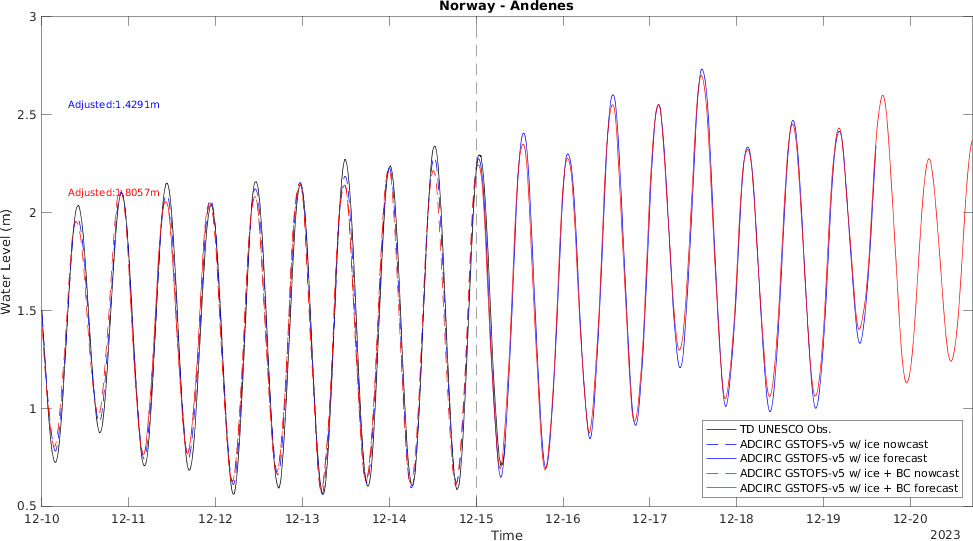 Norway - Andenes
3
2.5
2
1.5
1
0.5
Water Level (m)
Adjusted:1.4291m
Adjusted:1.8057m
TD UNESCO Obs.
ADCIRC GSTOFS-v5 w/ ice nowcast
ADCIRC GSTOFS-v5 w/ ice forecast
ADCIRC GSTOFS-v5 w/ ice + BC nowcast
ADCIRC GSTOFS-v5 w/ ice + BC forecast
12-10 12-11 12-12 12-13 12-14 12-15 12-16 12-17 12-18 12-19 12-20
Time
2023